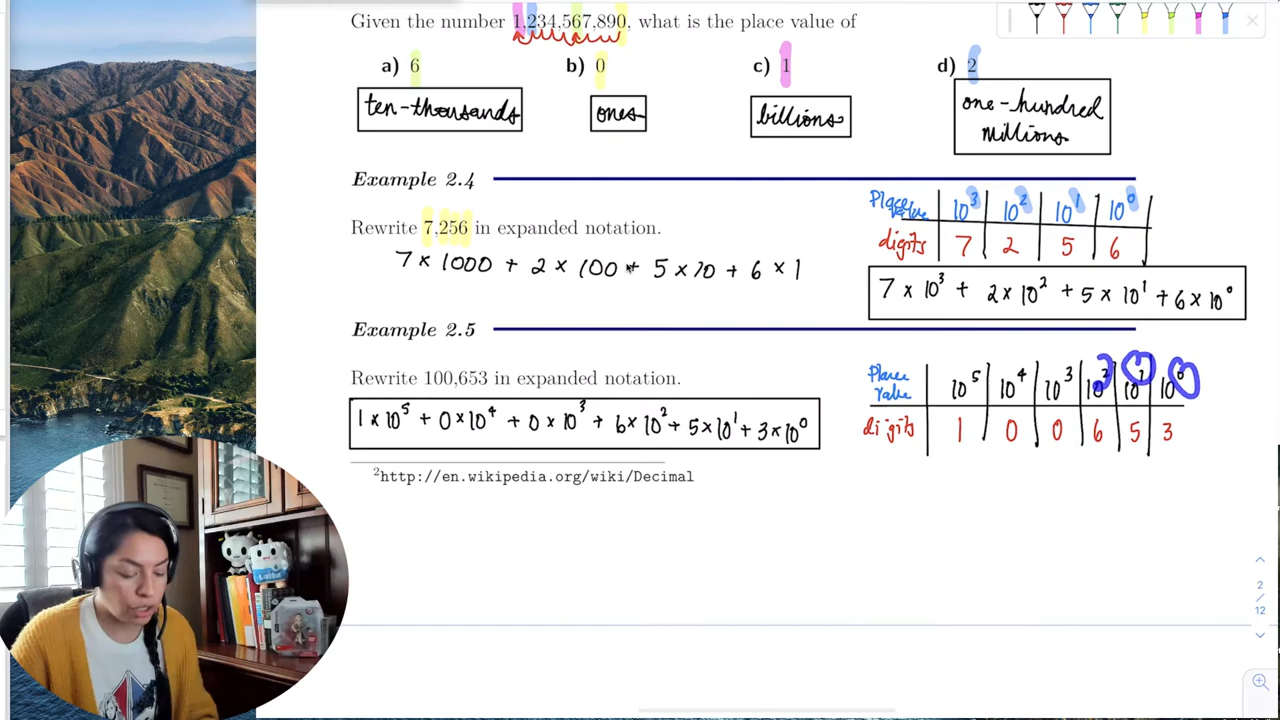 Given the number 1,234,567,890, what is the place value of
a) 6 b) 0 c) 1 d) 2
ten-thousands ones billions one-hundred
millions
Example 2.4
Rewrite 7,256 in expanded notation.
7 × 1000 + 2 × 100 + 5 × 10 + 6 × 1
Place value 10³ 10² 10¹ 10⁰
digits 7 2 5 6
7 × 10³ + 2 × 10² + 5 × 10¹ + 6 × 10⁰
Example 2.5
Rewrite 100,653 in expanded notation.
1 × 10⁵ + 0 × 10⁴ + 0 × 10³ + 6 × 10² + 5 × 10¹ + 3 × 10⁰
Place
value 10⁵ 10⁴ 10³ 10² 10¹ 10⁰
digits 1 0 0 6 5 3
²http://en.wikipedia.org/wiki/Decimal
2
/
12